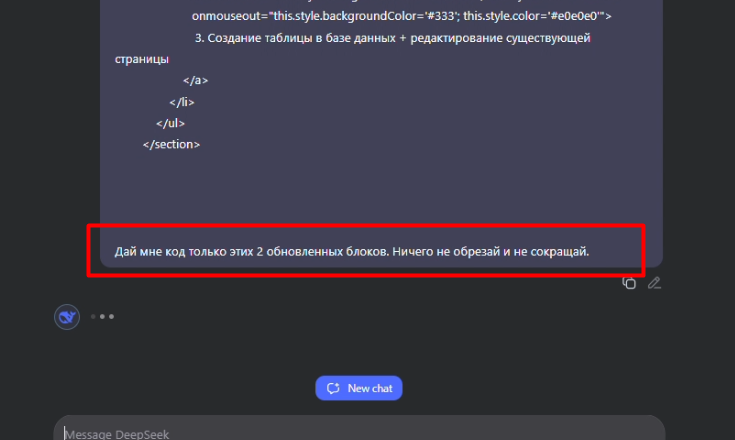 onmouseout="this.style.backgroundColor='#333'; this.style.color='#e0e0e0'">
3. Создание таблицы в базе данных + редактирование существующей
страницы
</a>
</li>
</ul>
</section>
Дай мне код только этих 2 обновленных блоков. Ничего не обрезай и не сокращай.
New chat
Message DeepSeek